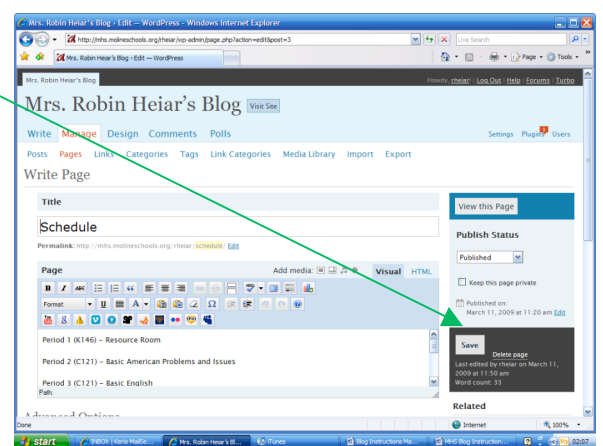 Mrs. Robin Heiar's Blog › Edit — WordPress - Windows Internet Explorer
http://mhs.molineschools.org/rheiar/wp-admin/page.php?action=edit&post=3
Live Search
Mrs. Robin Heiar's Blog › Edit — WordPress
Page
Tools
Mrs. Robin Heiar's Blog
Howdy, rheiar! | Log Out | Help | Forums | Turbo
Mrs. Robin Heiar's Blog Visit Site
Write Manage Design Comments Polls
Settings Plugins Users
Posts Pages Links Categories Tags Link Categories Media Library Import Export
Write Page
Title
View this Page
Schedule
Permalink: http://mhs.molineschools.org/rheiar/schedule/ Edit
Publish Status
Published
Page Add media: Visual HTML
Keep this page private
Format
Published on:
March 11, 2009 at 11:20 am Edit
Period 1 (K146) – Resource Room
Period 2 (C121) – Basic American Problems and Issues
Period 3 (C121) – Basic English
Path:
Save
Delete page
Last edited by rheiar on March 11,
2009 at 11:50 am
Word count: 33
Related
Advanced Options
Done
Internet
100%
start
INBOX | Keno MailSe...
Mrs. Robin Heiar's Bl...
iTunes
Blog Instructions Ma...
MHS Blog Instruction...
02:07